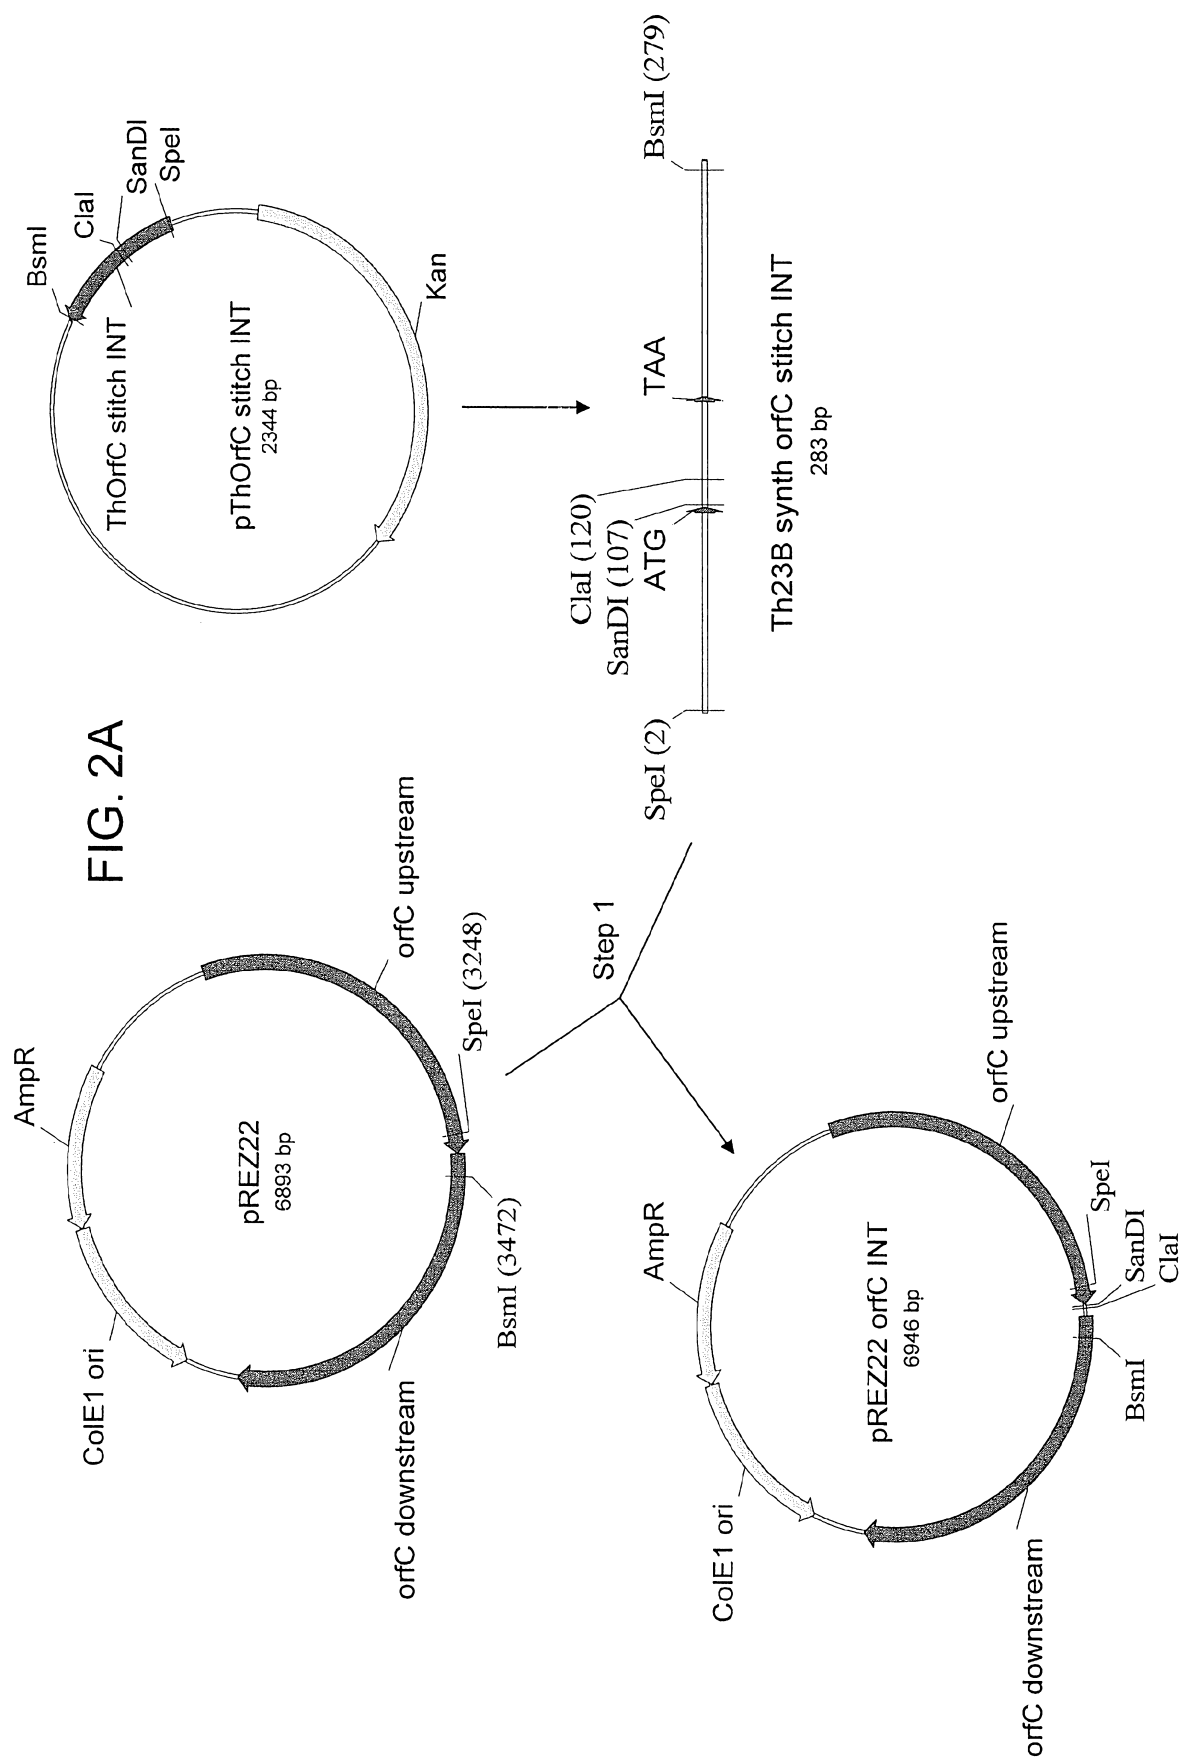 FIG. 2A
AmpR
ColE1 ori
pREZ22
6893 bp
orfC upstream
SpeI (3248)
BsmI (3472)
orfC downstream
BsmI
ClaI
SanDI
SpeI
ThOrfC stitch INT
pThOrfC stitch INT
2344 bp
Kan
Step 1
SpeI (2)
ClaI (120)
SanDI (107)
ATG
TAA
BsmI (279)
Th23B synth orfC stitch INT
283 bp
AmpR
ColE1 ori
pREZ22 orfC INT
6946 bp
orfC upstream
SpeI
SanDI
ClaI
BsmI
orfC downstream